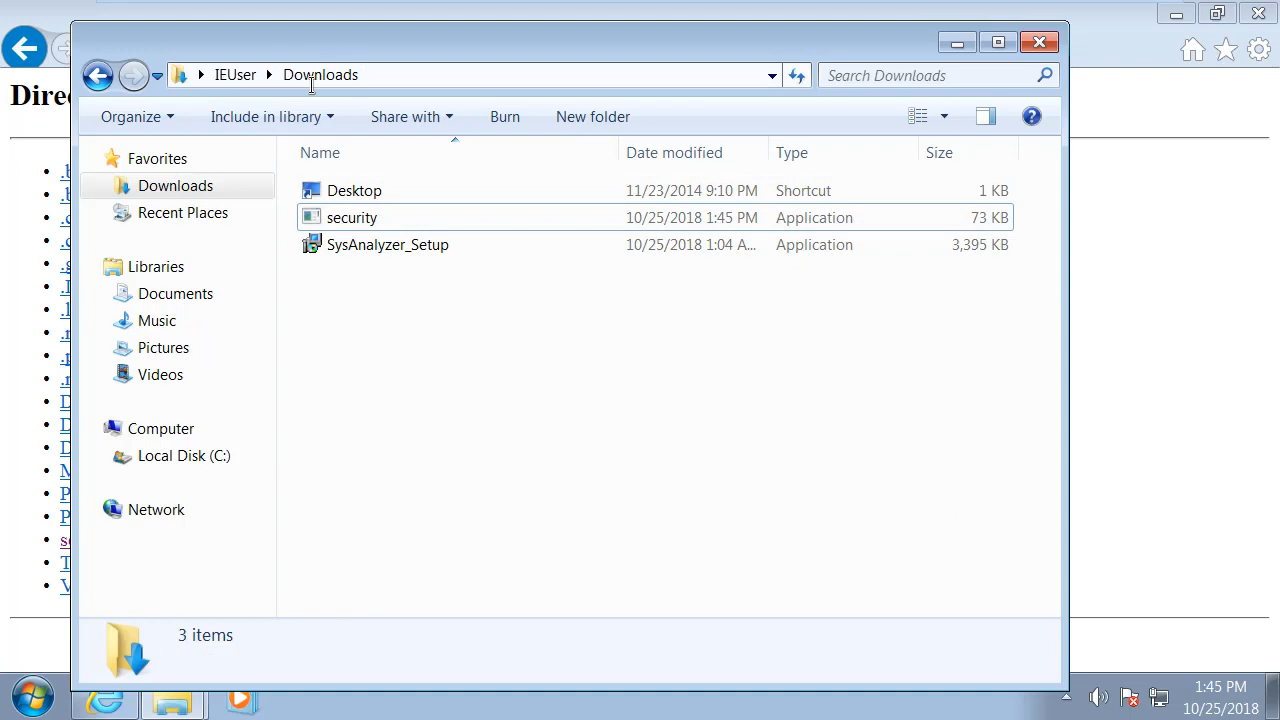 Direc
IEUser Downloads
Search Downloads
Organize Include in library Share with Burn New folder
Name Date modified Type Size
Favorites
Downloads
Recent Places
Libraries
Documents
Music
Pictures
Videos
Computer
Local Disk (C:)
Network
Desktop 11/23/2014 9:10 PM Shortcut 1 KB
security 10/25/2018 1:45 PM Application 73 KB
SysAnalyzer_Setup 10/25/2018 1:04 A... Application 3,395 KB
3 items
1:45 PM
10/25/2018